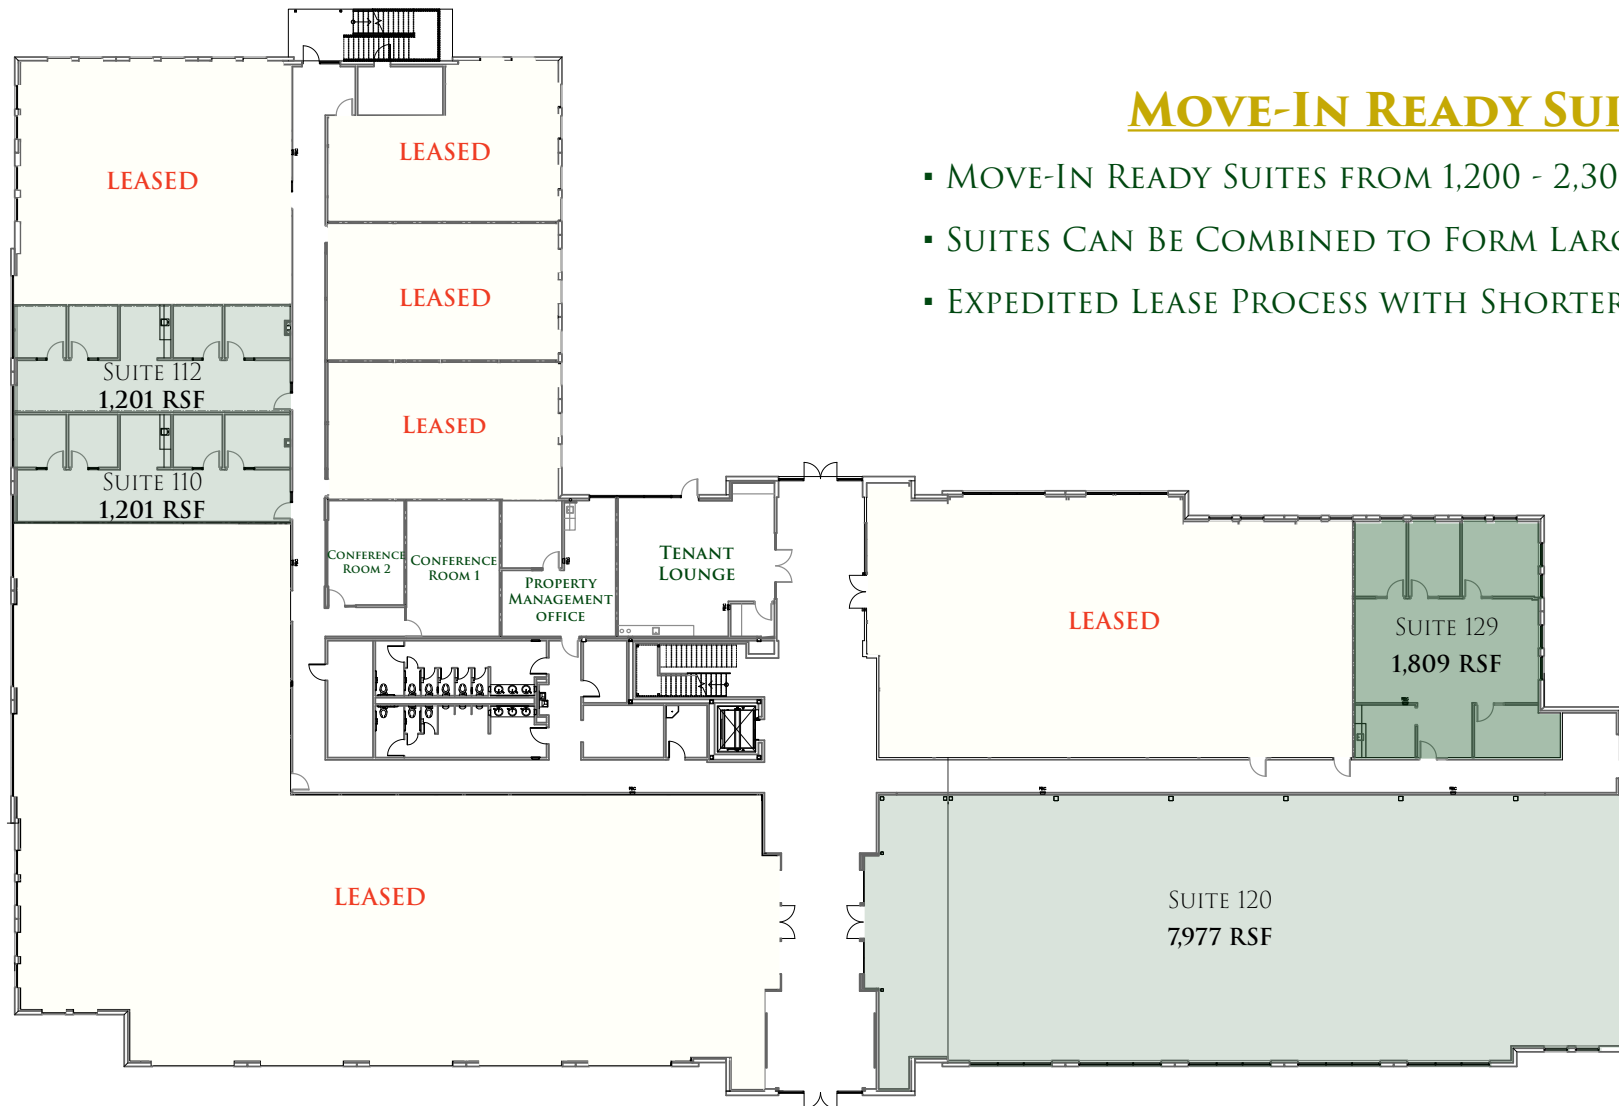 Move-In Ready Sui
▪ Move-In Ready Suites from 1,200 - 2,30
▪ Suites Can Be Combined to Form Larg
▪ Expedited Lease Process with Shorter
LEASED
LEASED
LEASED
Leased
Suite 112
1,201 RSF
Suite 110
1,201 RSF
Conference
Room 2
Conference
Room 1
Property
Management
office
Tenant
Lounge
LEASED
Suite 129
1,809 RSF
LEASED
Suite 120
7,977 RSF